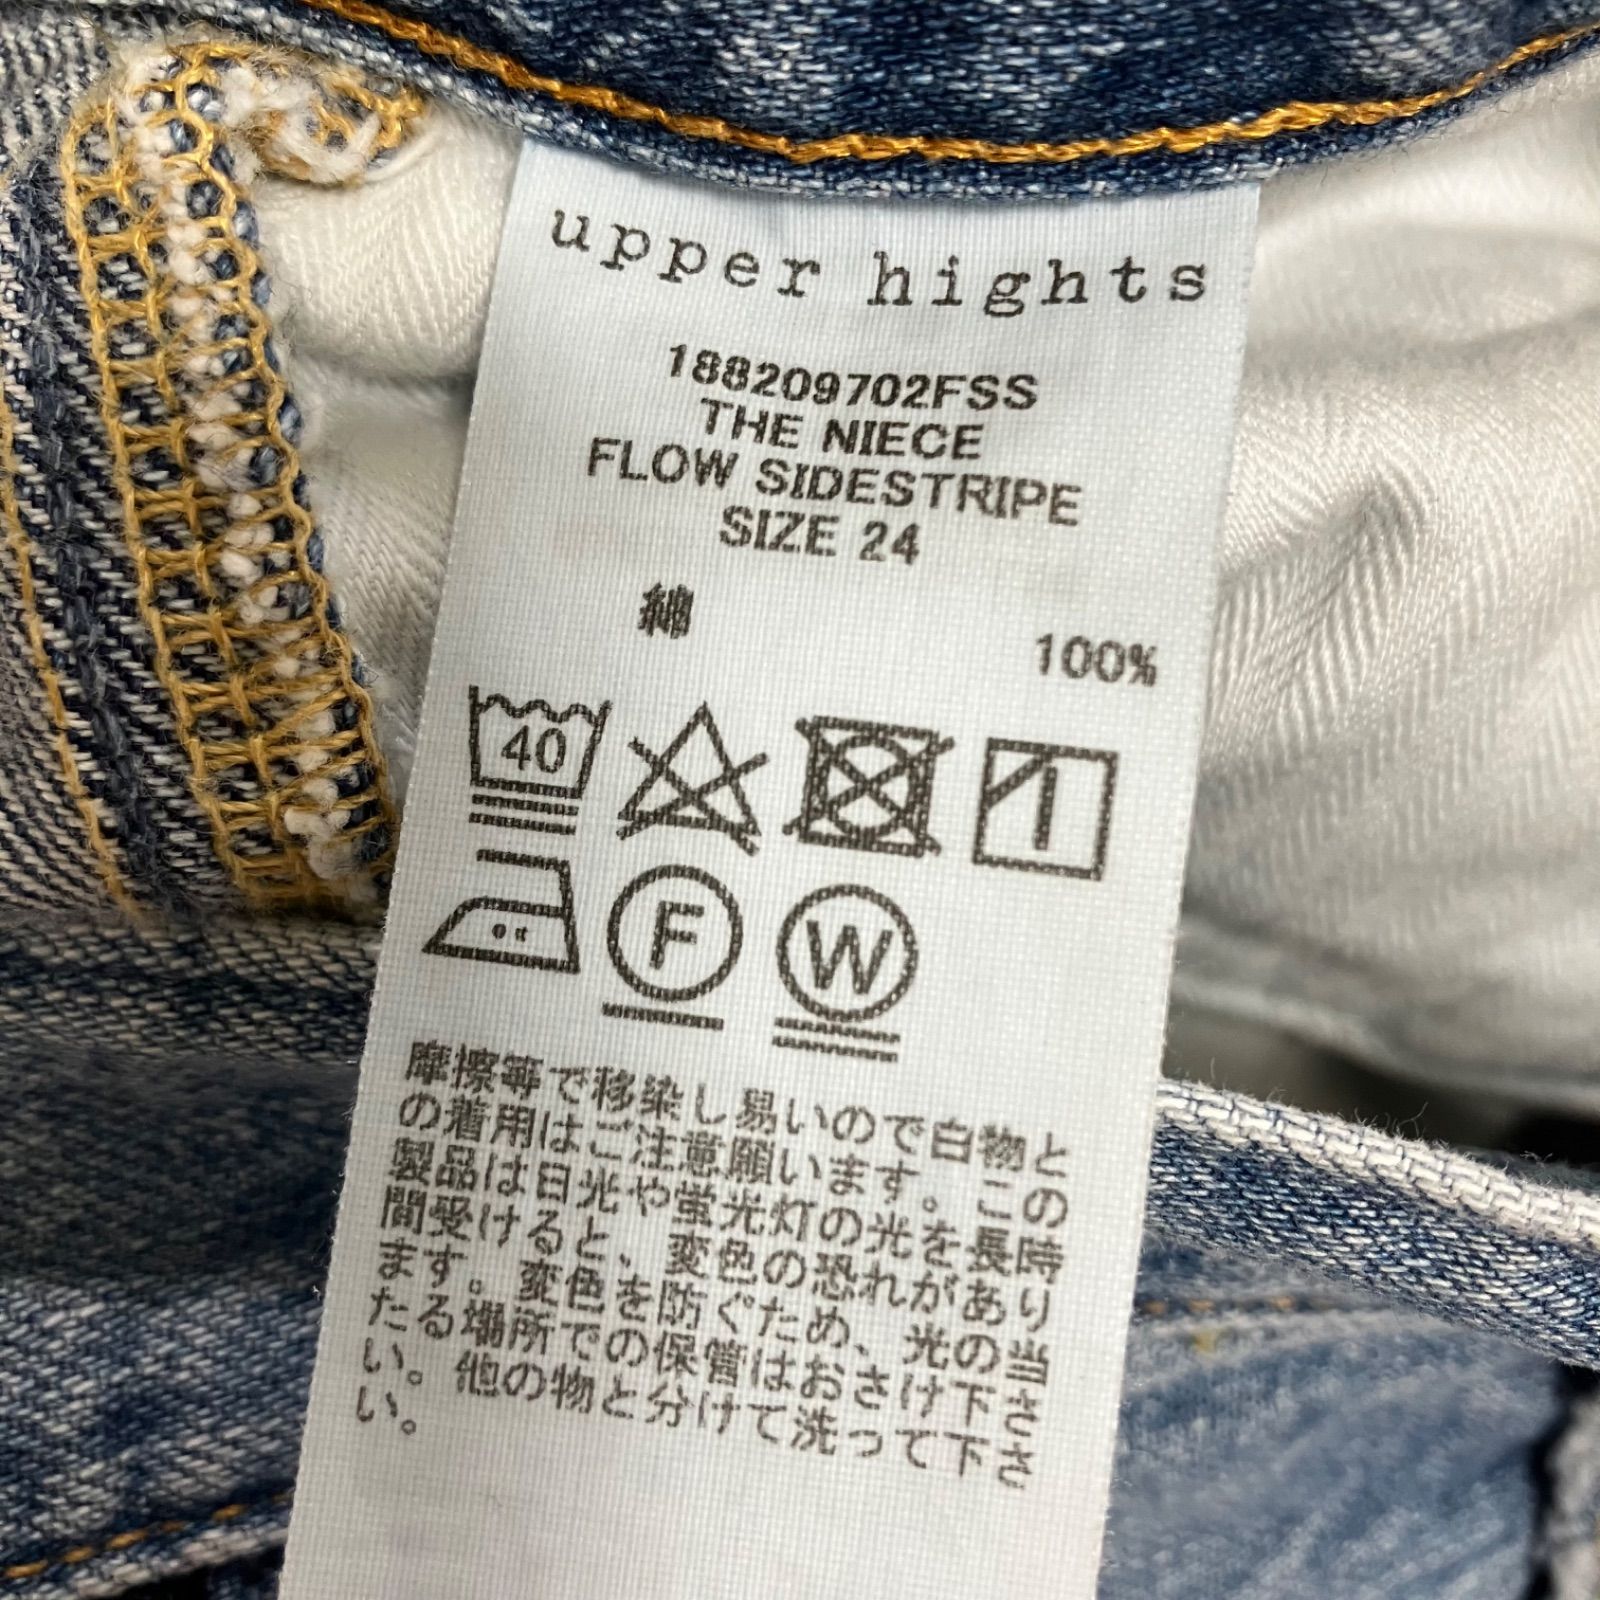 upper hights
188209702FSS
THE NIECE
FLOW SIDESTRIPE
SIZE 24
綿 100%
40
F W
摩擦等で移染し易いので白物と
の着用はご注意願います。この
製品は日光や蛍光灯の光を長時
間受けると、変色の恐れがあり
ます。変色を防ぐため、光の当
たる場所での保管はおさけ下さ
い。他の物と分けて洗って下さ
い。